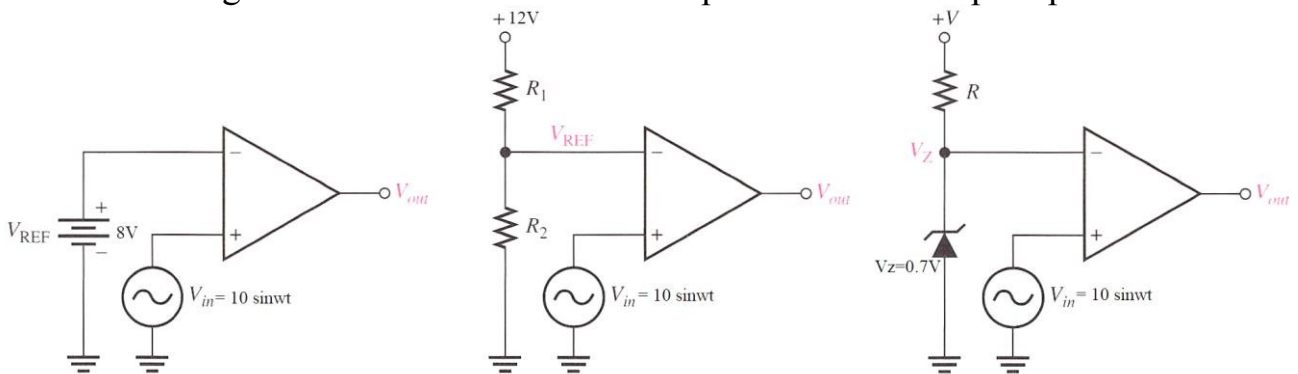 +12V
+V
R1
R
VREF
VZ
−
−
−
Vout
Vout
Vout
+
VREF
8V
−
+
R2
+
+
Vz=0.7V
Vin= 10 sinwt
Vin= 10 sinwt
Vin= 10 sinwt